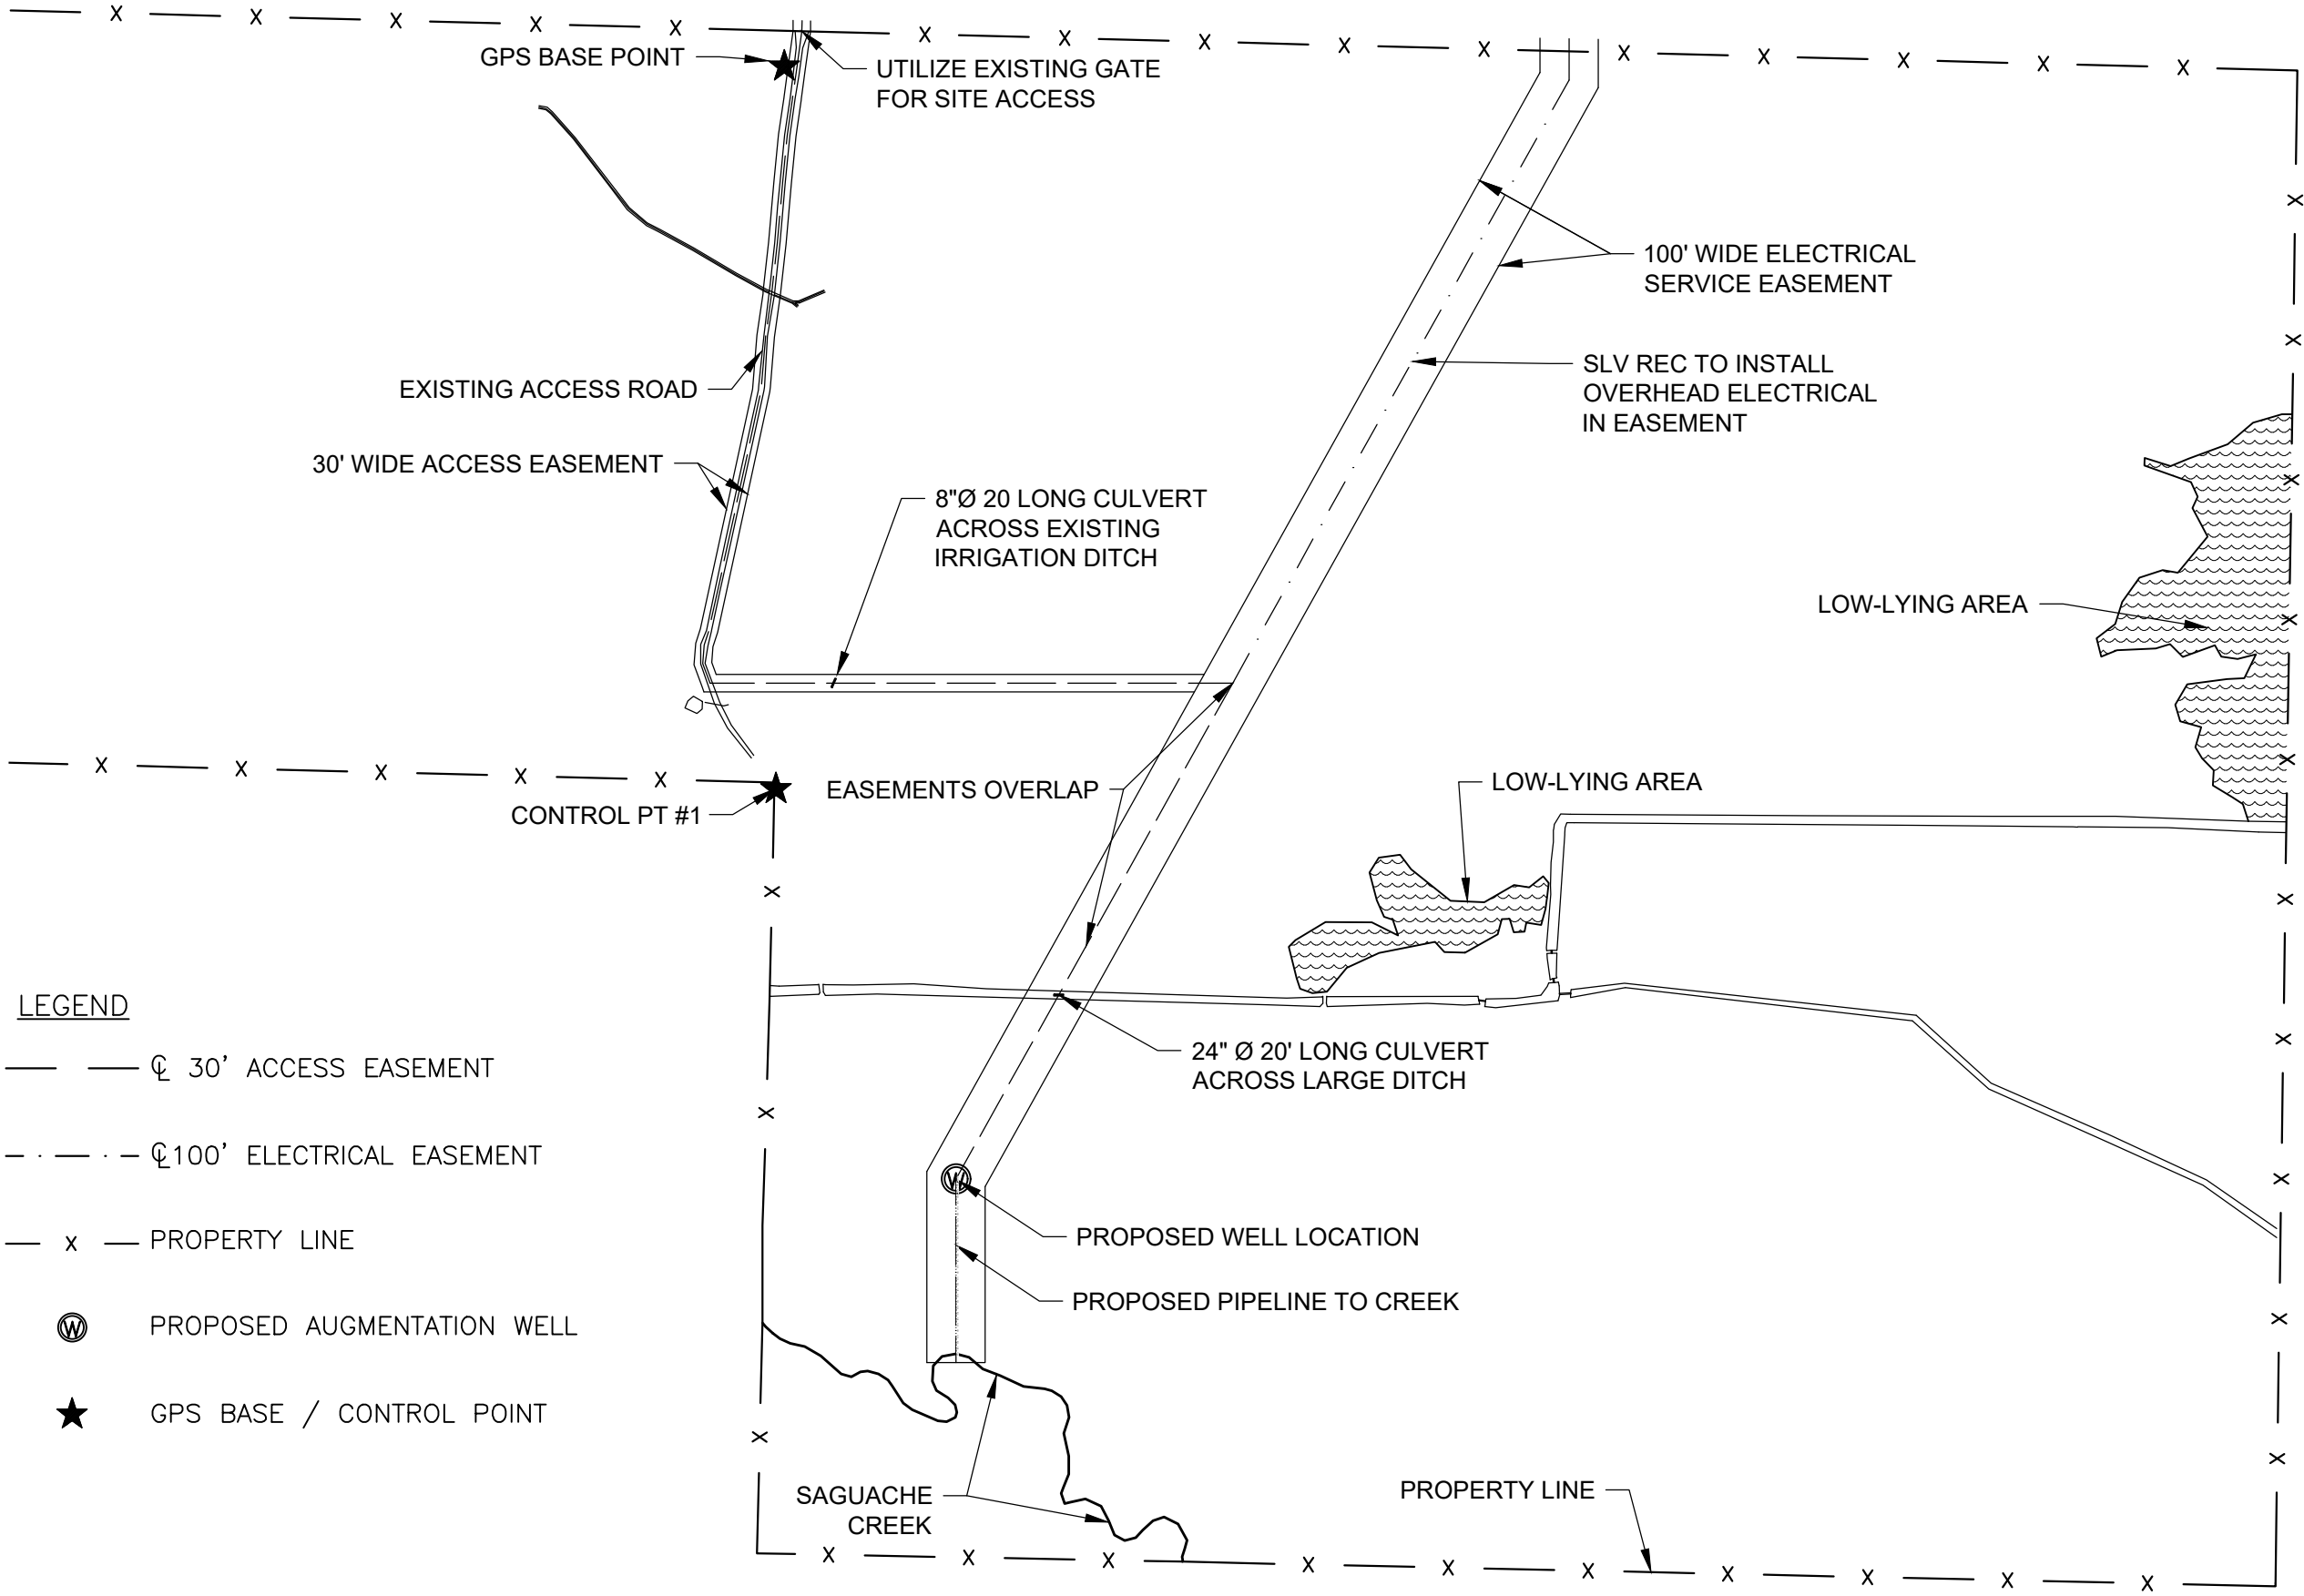 GPS BASE POINT
UTILIZE EXISTING GATE
FOR SITE ACCESS
100' WIDE ELECTRICAL
SERVICE EASEMENT
EXISTING ACCESS ROAD
SLV REC TO INSTALL
OVERHEAD ELECTRICAL
IN EASEMENT
30' WIDE ACCESS EASEMENT
8"Ø 20 LONG CULVERT
ACROSS EXISTING
IRRIGATION DITCH
LOW-LYING AREA
EASEMENTS OVERLAP
LOW-LYING AREA
CONTROL PT #1
24" Ø 20' LONG CULVERT
ACROSS LARGE DITCH
W
PROPOSED WELL LOCATION
PROPOSED PIPELINE TO CREEK
SAGUACHE
CREEK
PROPERTY LINE
LEGEND
℄ 30' ACCESS EASEMENT
℄100' ELECTRICAL EASEMENT
X PROPERTY LINE
W PROPOSED AUGMENTATION WELL
GPS BASE / CONTROL POINT